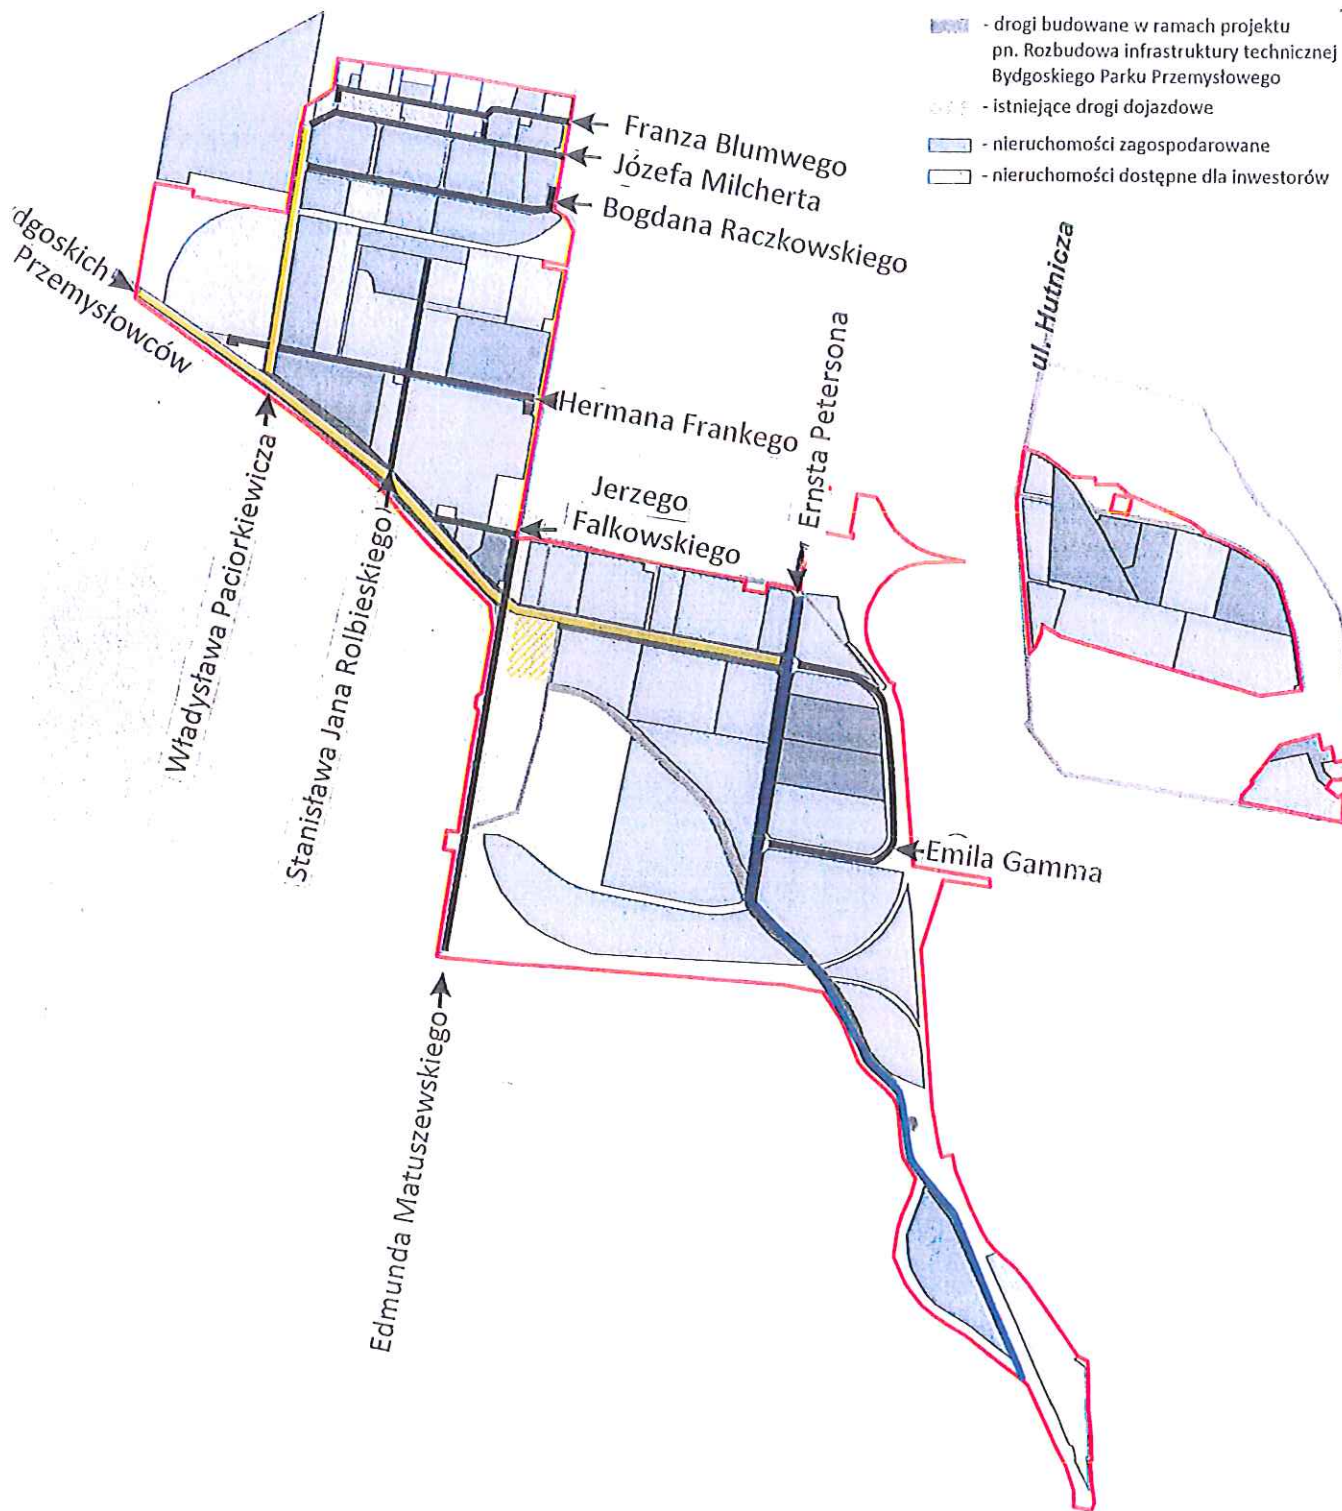 - drogi budowane w ramach projektu
pn. Rozbudowa infrastruktury technicznej
Bydgoskiego Parku Przemysłowego
- istniejące drogi dojazdowe
- nieruchomości zagospodarowane
- nieruchomości dostępne dla inwestorów
Franza Blumwego
Józefa Milcherta
Bogdana Raczkowskiego
dgoskich
Przemysłowców
ul. Hutnicza
Hermana Frankego
Ernsta Petersona
Jerzego
Falkowskiego
Władysława Paciorkiewicza
Stanisława Jana Rolbieskiego
Emila Gamma
Edmunda Matuszewskiego